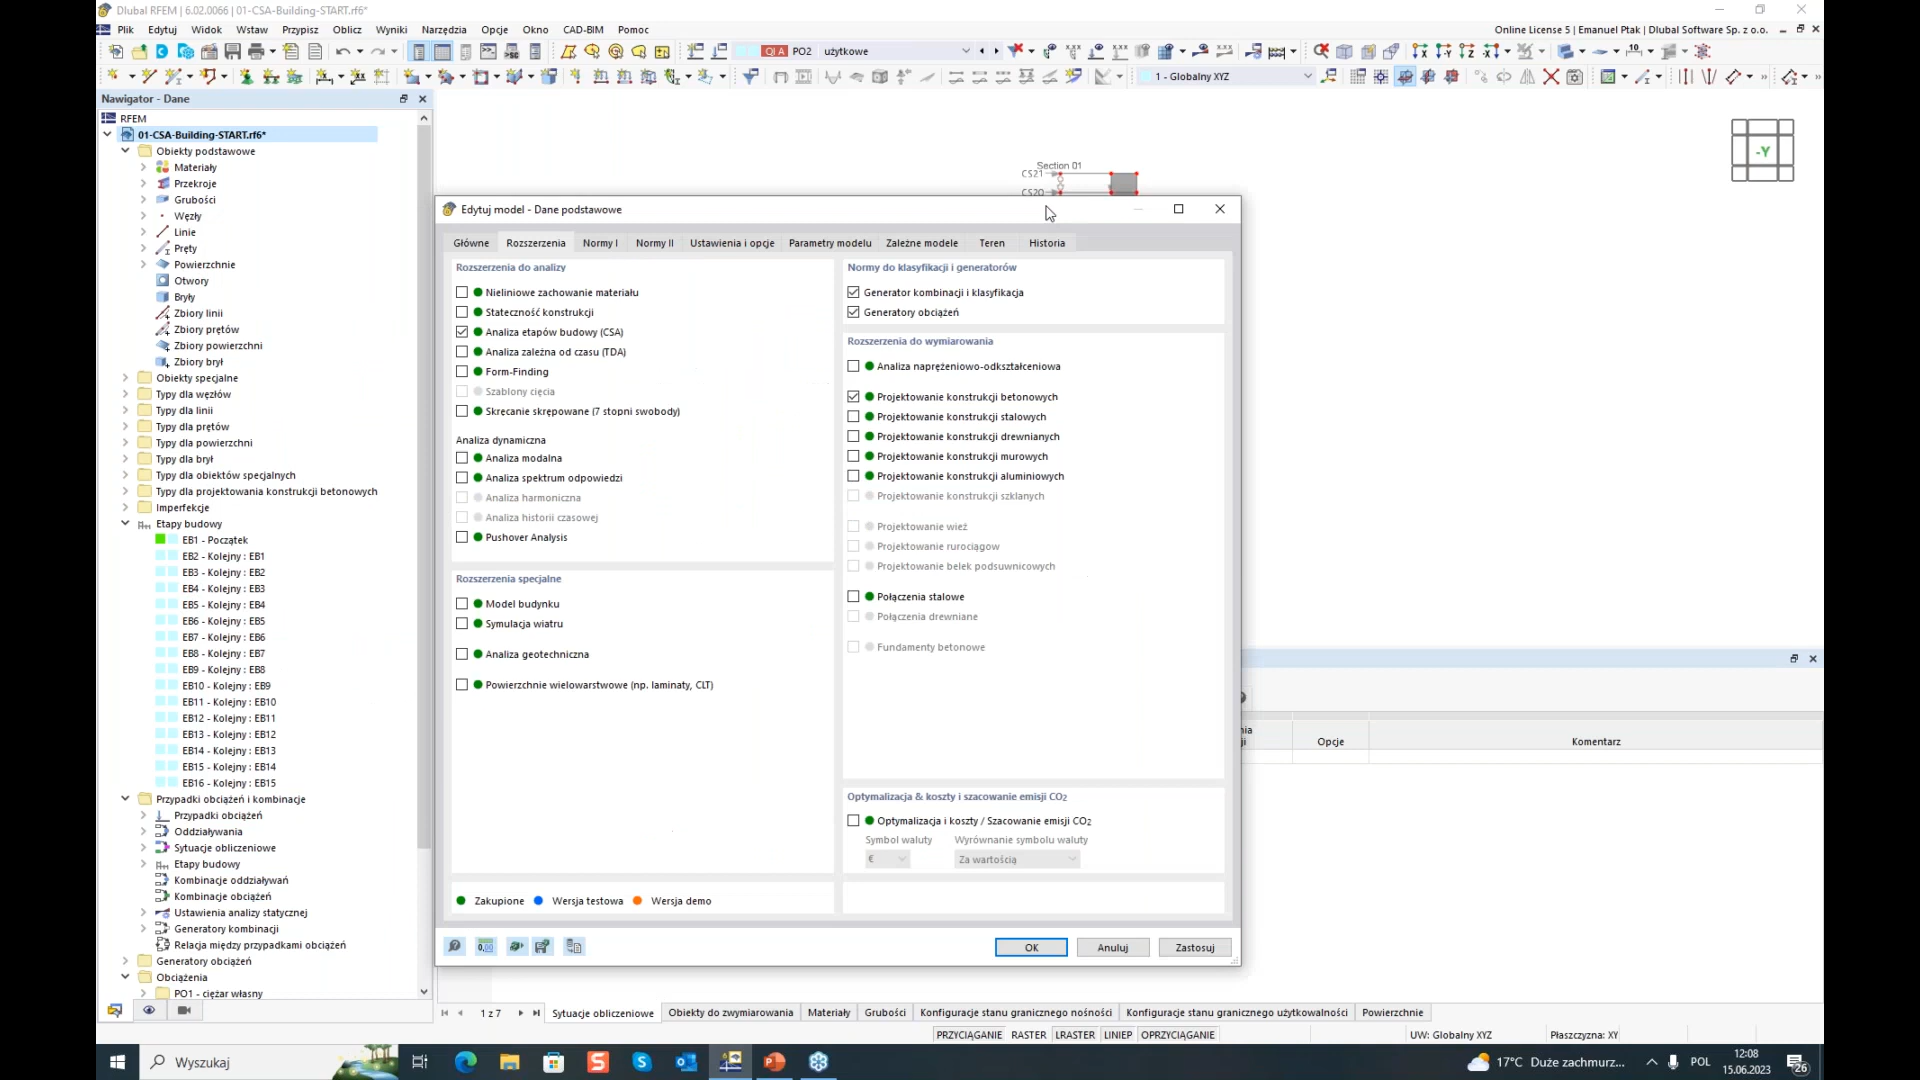 Dlubal RFEM | 6.02.0066 | 01-CSA-Building-START.rf6*
Plik Edytuj Widok Wstaw Przypisz Oblicz Wyniki Narzędzia Opcje Okno CAD-BIM Pomoc
Online License 5 | Emanuel Ptak | Dlubal Software Sp. z o.o.
QI A PO2 użytkowe
1 - Globalny XYZ
Nawigator - Dane
RFEM
01-CSA-Building-START.rf6*
Obiekty podstawowe
Materiały
Przekroje
Grubości
Węzły
Linie
Pręty
Powierzchnie
Otwory
Bryły
Zbiory linii
Zbiory prętów
Zbiory powierzchni
Zbiory brył
Obiekty specjalne
Typy dla węzłów
Typy dla linii
Typy dla prętów
Typy dla powierzchni
Typy dla brył
Typy dla obiektów specjalnych
Typy dla projektowania konstrukcji betonowych
Imperfekcje
Etapy budowy
EB1 - Początek
EB2 - Kolejny : EB1
EB3 - Kolejny : EB2
EB4 - Kolejny : EB3
EB5 - Kolejny : EB4
EB6 - Kolejny : EB5
EB7 - Kolejny : EB6
EB8 - Kolejny : EB7
EB9 - Kolejny : EB8
EB10 - Kolejny : EB9
EB11 - Kolejny : EB10
EB12 - Kolejny : EB11
EB13 - Kolejny : EB12
EB14 - Kolejny : EB13
EB15 - Kolejny : EB14
EB16 - Kolejny : EB15
Przypadki obciążeń i kombinacje
Przypadki obciążeń
Oddziaływania
Sytuacje obliczeniowe
Etapy budowy
Kombinacje oddziaływań
Kombinacje obciążeń
Ustawienia analizy statycznej
Generatory kombinacji
Relacja między przypadkami obciążeń
Generatory obciążeń
Obciążenia
PO1 - ciężar własny
Section 01
CS21
CS20
-Y
Edytuj model - Dane podstawowe
Główne Rozszerzenia Normy I Normy II Ustawienia i opcje Parametry modelu Zależne modele Teren Historia
Rozszerzenia do analizy
Nieliniowe zachowanie materiału
Stateczność konstrukcji
Analiza etapów budowy (CSA)
Analiza zależna od czasu (TDA)
Form-Finding
Szablony cięcia
Skręcanie skrępowane (7 stopni swobody)
Analiza dynamiczna
Analiza modalna
Analiza spektrum odpowiedzi
Analiza harmoniczna
Analiza historii czasowej
Pushover Analysis
Rozszerzenia specjalne
Model budynku
Symulacja wiatru
Analiza geotechniczna
Powierzchnie wielowarstwowe (np. laminaty, CLT)
Zakupione Wersja testowa Wersja demo
Normy do klasyfikacji i generatorów
Generator kombinacji i klasyfikacja
Generatory obciążeń
Rozszerzenia do wymiarowania
Analiza naprężeniowo-odkształceniowa
Projektowanie konstrukcji betonowych
Projektowanie konstrukcji stalowych
Projektowanie konstrukcji drewnianych
Projektowanie konstrukcji murowych
Projektowanie konstrukcji aluminiowych
Projektowanie konstrukcji szklanych
Projektowanie wież
Projektowanie rurociągow
Projektowanie belek podsuwnicowych
Połączenia stalowe
Połączenia drewniane
Fundamenty betonowe
Optymalizacja & koszty i szacowanie emisji CO₂
Optymalizacja i koszty / Szacowanie emisji CO₂
Symbol waluty Wyrównanie symbolu waluty
€ Za wartością
OK Anuluj Zastosuj
Opcje Komentarz
1 z 7 Sytuacje obliczeniowe Obiekty do zwymiarowania Materiały Grubości Konfiguracje stanu granicznego nośności Konfiguracje stanu granicznego użytkowalności Powierzchnie
PRZYCIĄGANIE RASTER LRASTER LINIEP OPRZYCIĄGANIE UW: Globalny XYZ Płaszczyzna: XY
Wyszukaj
17°C Duże zachmurz... POL 12:08
15.06.2023
26